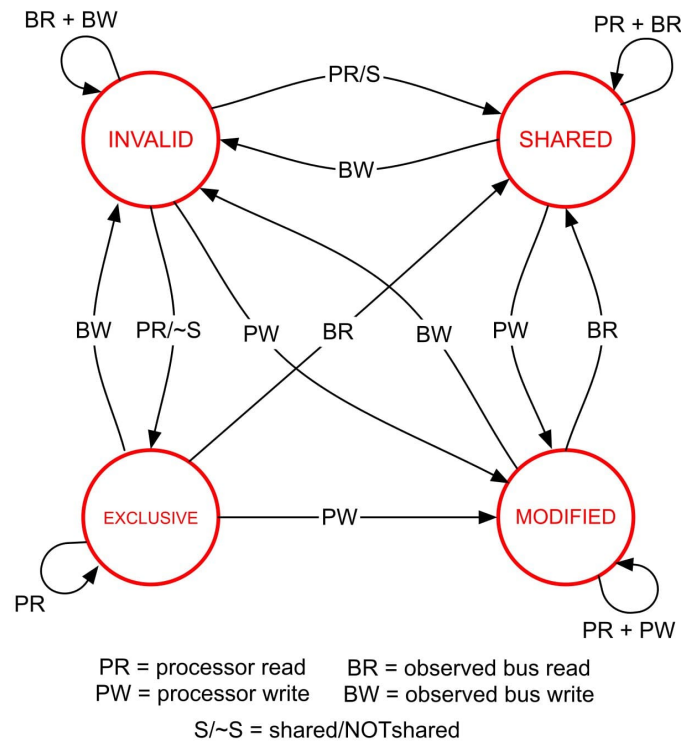 BR + BW
PR + BR
PR/S
INVALID
SHARED
BW
BW
PR/~S
PW
BR
BW
PW
BR
EXCLUSIVE
PW
MODIFIED
PR
PR + PW
PR = processor read
BR = observed bus read
PW = processor write
BW = observed bus write
S/~S = shared/NOTshared